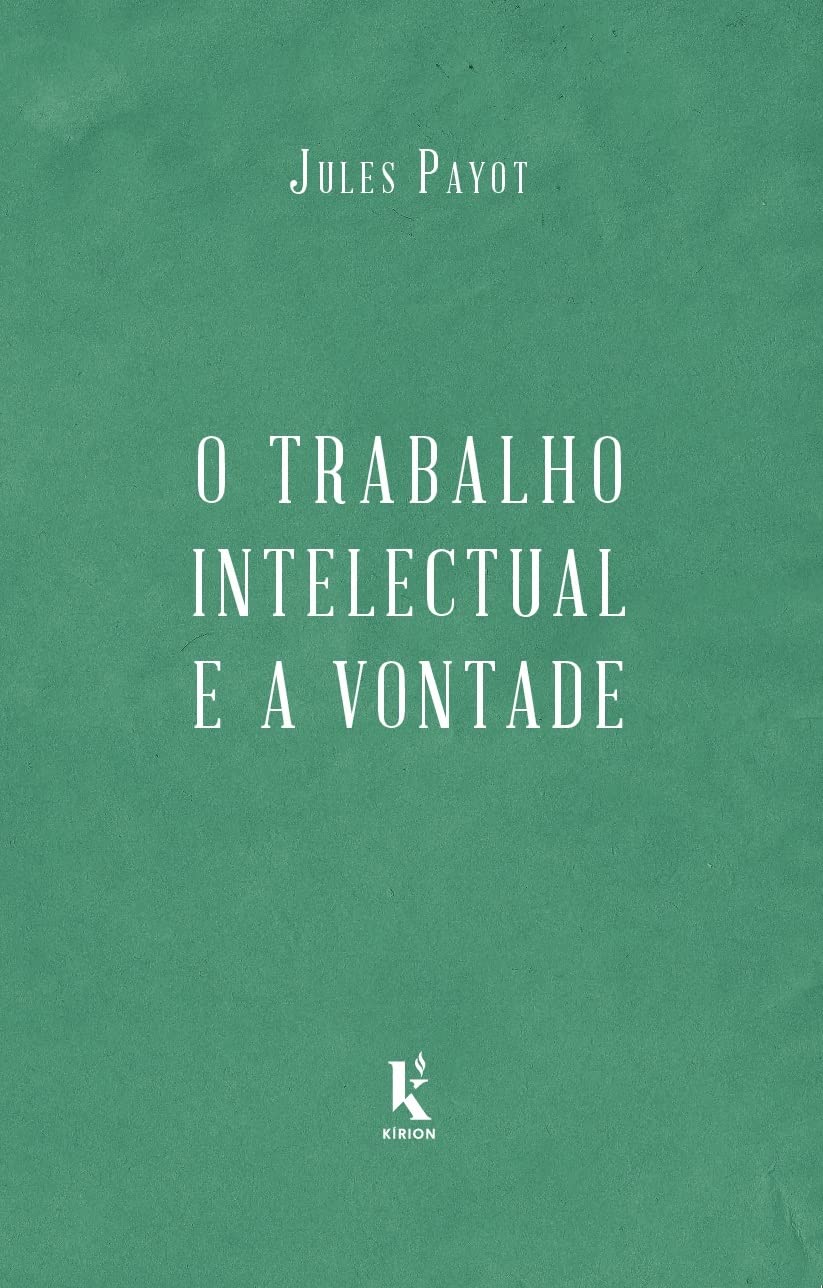 Jules Payot
O TRABALHO
INTELECTUAL
E A VONTADE
K
KÍRION